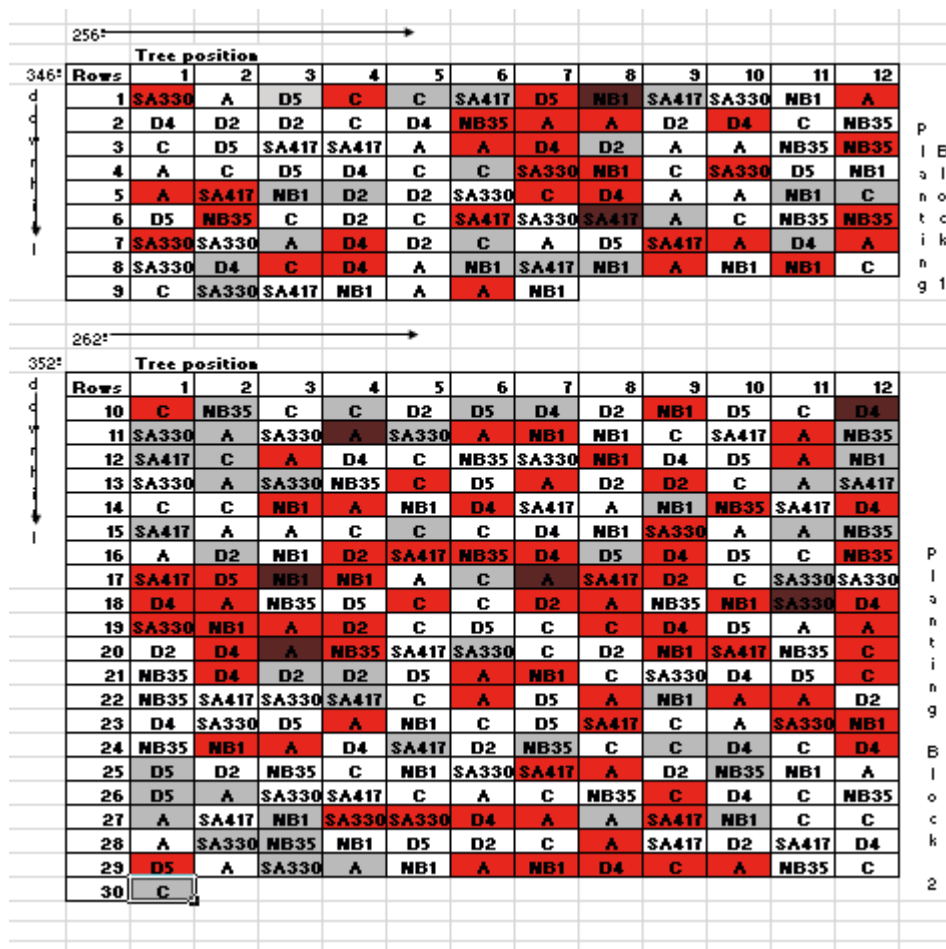 256°
Tree position
346° Rows 1 2 3 4 5 6 7 8 9 10 11 12
1 SA330 A D5 C C SA417 D5 NB1 SA417 SA330 NB1 A
2 D4 D2 D2 C D4 NB35 A A D2 D4 C NB35
3 C D5 SA417 SA417 A A D4 D2 A A NB35 NB35
4 A C D5 D4 C C SA330 NB1 C SA330 D5 NB1
5 A SA417 NB1 D2 D2 SA330 C D4 A A NB1 C
6 D5 NB35 C D2 C SA417 SA330 SA417 A C NB35 NB35
7 SA330 SA330 A D4 D2 C A D5 SA417 A D4 A
8 SA330 D4 C D4 A NB1 SA417 NB1 A NB1 NB1 C
9 C SA330 SA417 NB1 A A NB1
Planting
Block 1
262°
352° Tree position
Rows 1 2 3 4 5 6 7 8 9 10 11 12
10 C NB35 C C D2 D5 D4 D2 NB1 D5 C D4
11 SA330 A SA330 A SA330 A NB1 NB1 C SA417 A NB35
12 SA417 C A D4 C NB35 SA330 NB1 D4 D5 A NB1
13 SA330 A SA330 NB35 C D5 A D2 D2 C A SA417
14 C C NB1 A NB1 D4 SA417 A NB1 NB35 SA417 D4
15 SA417 A A C C C D4 NB1 SA330 A A NB35
16 A D2 NB1 D2 SA417 NB35 D4 D5 D4 D5 C NB35
17 SA417 D5 NB1 NB1 A C A SA417 D2 C SA330 SA330
18 D4 A NB35 D5 C C D2 A NB35 NB1 SA330 D4
19 SA330 NB1 A D2 C D5 C C D4 D5 A A
20 D2 D4 A NB35 SA417 SA330 C D2 NB1 SA417 NB35 C
21 NB35 D4 D2 D2 D5 A NB1 C SA330 D4 D5 C
22 NB35 SA417 SA330 SA417 C A D5 A NB1 A A D2
23 D4 SA330 D5 A NB1 C D5 SA417 C A SA330 NB1
24 NB35 NB1 A D4 SA417 D2 NB35 C C D4 C D4
25 D5 D2 NB35 C NB1 SA330 SA417 A D2 NB35 NB1 A
26 D5 A SA330 SA417 C A C NB35 C D4 C NB35
27 A SA417 NB1 SA330 SA330 D4 A A SA417 NB1 C C
28 A SA330 NB35 NB1 D5 D2 C A SA417 D2 SA417 D4
29 D5 A SA330 A NB1 A NB1 D4 C A NB35 C
30 C
Planting Block 2